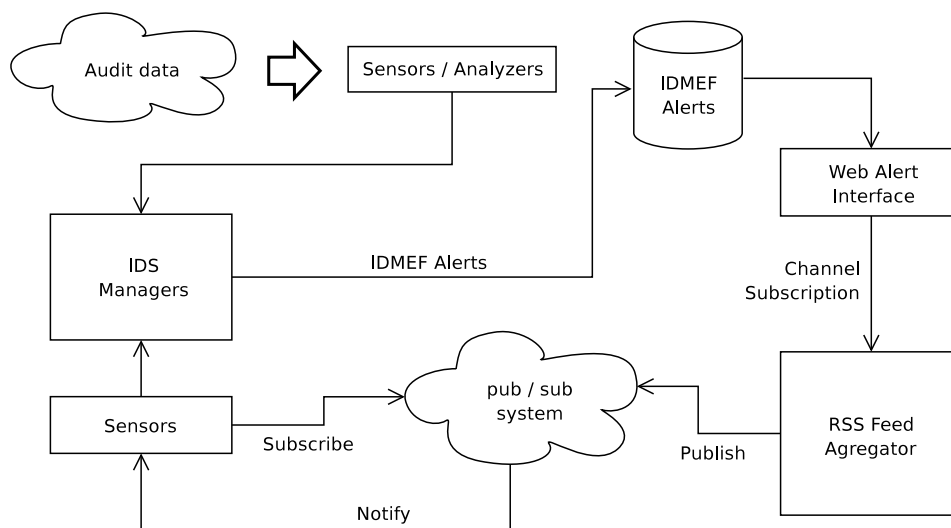 Audit data
Sensors / Analyzers
IDMEF
Alerts
Web Alert
Interface
IDS
Managers
IDMEF Alerts
Channel
Subscription
pub / sub
system
Sensors
Subscribe
Publish
RSS Feed
Agregator
Notify